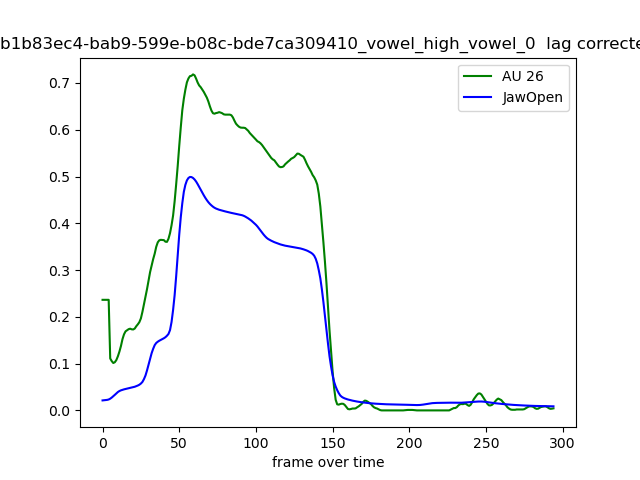 b1b83ec4-bab9-599e-b08c-bde7ca309410_vowel_high_vowel_0 lag correcte
AU 26
JawOpen
0.7
0.6
0.5
0.4
0.3
0.2
0.1
0.0
0 50 100 150 200 250 300
frame over time